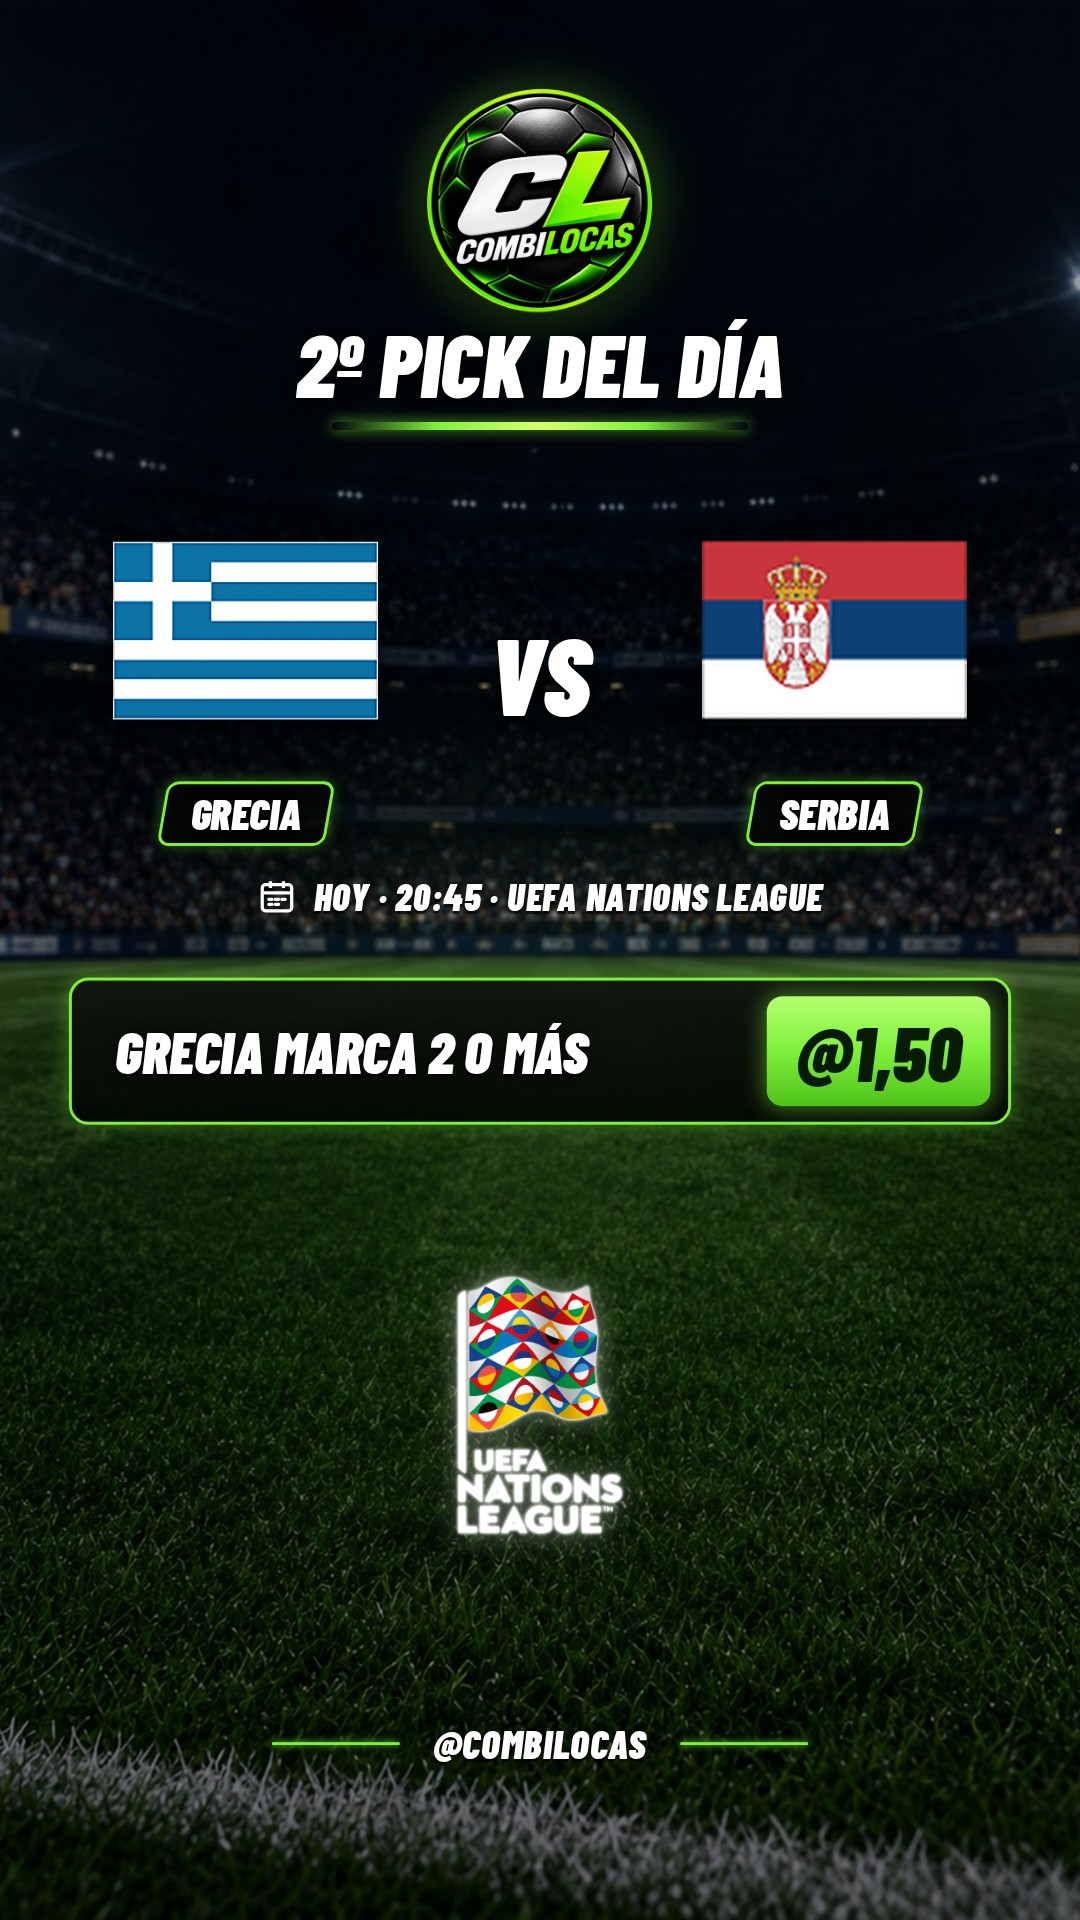 CL
COMBILOCAS
2º PICK DEL DÍA
VS
GRECIA
SERBIA
HOY · 20:45 · UEFA NATIONS LEAGUE
GRECIA MARCA 2 O MÁS
@1,50
UEFA
NATIONS
LEAGUE™
@COMBILOCAS